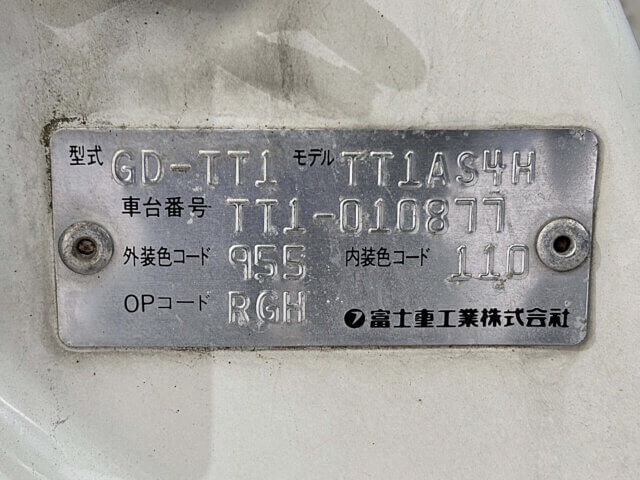 型式 GD-TT1 モデル TT1AS4H
車台番号 TT1-010877
外装色コード 955 内装色コード 110
OPコード RGH 富士重工業株式会社